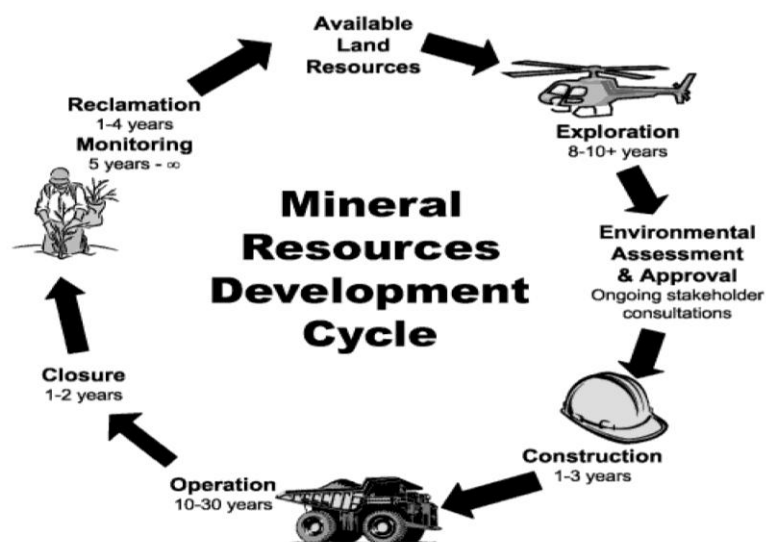 Available
Land
Resources
Exploration
8-10+ years
Environmental
Assessment
& Approval
Ongoing stakeholder
consultations
Construction
1-3 years
Operation
10-30 years
Closure
1-2 years
Reclamation
1-4 years
Monitoring
5 years - ∞
Mineral
Resources
Development
Cycle